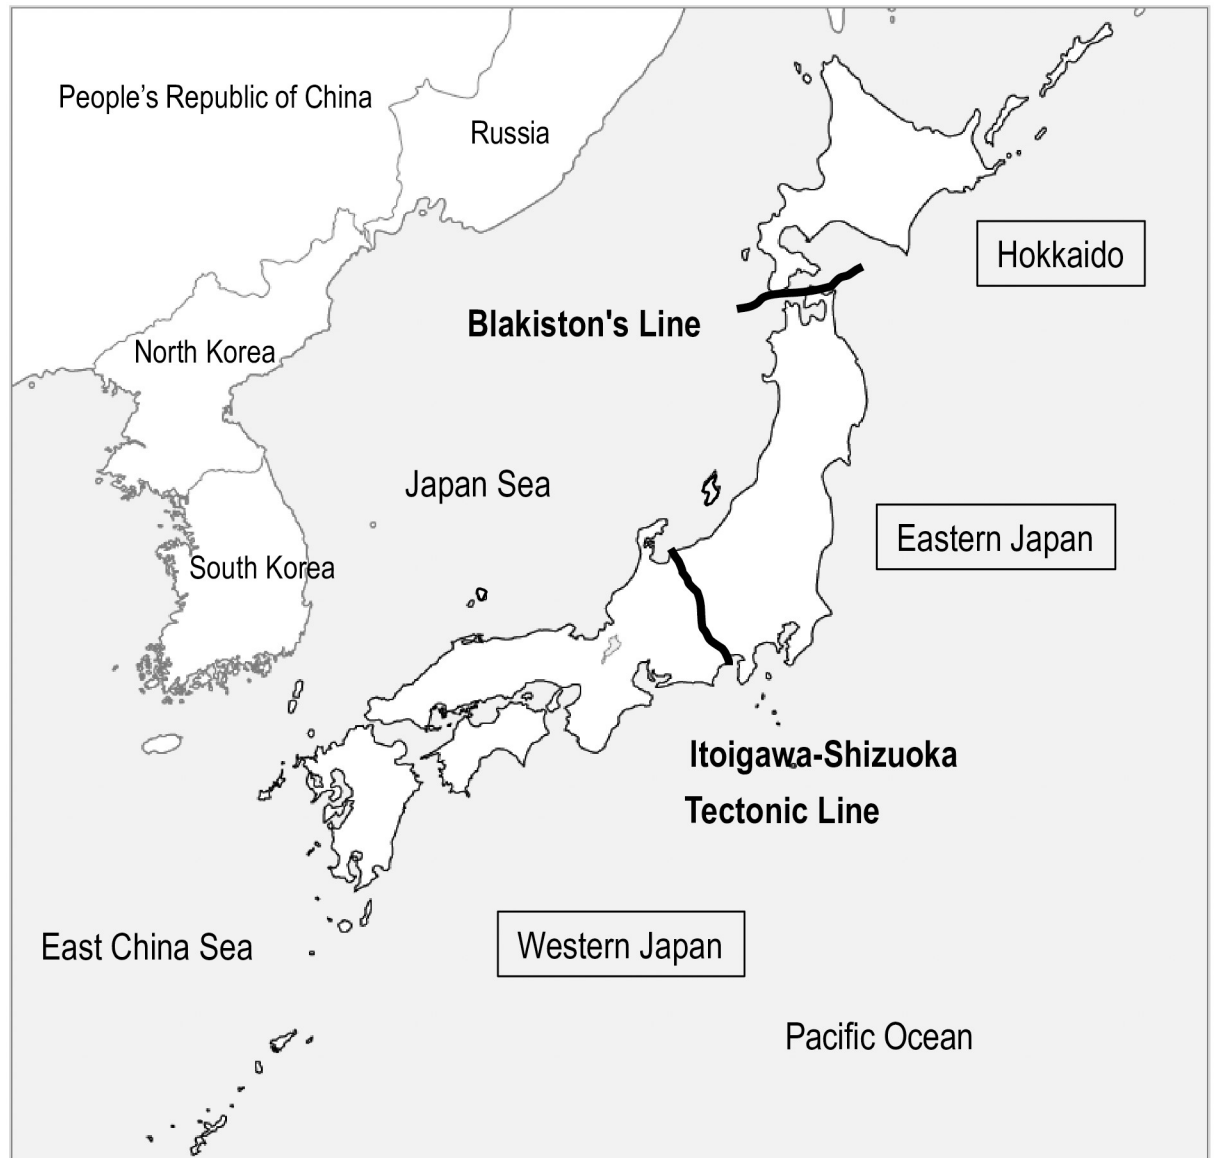 People’s Republic of China
Russia
Hokkaido
Blakiston's Line
North Korea
Japan Sea
Eastern Japan
South Korea
Itoigawa-Shizuoka
Tectonic Line
Western Japan
East China Sea
Pacific Ocean